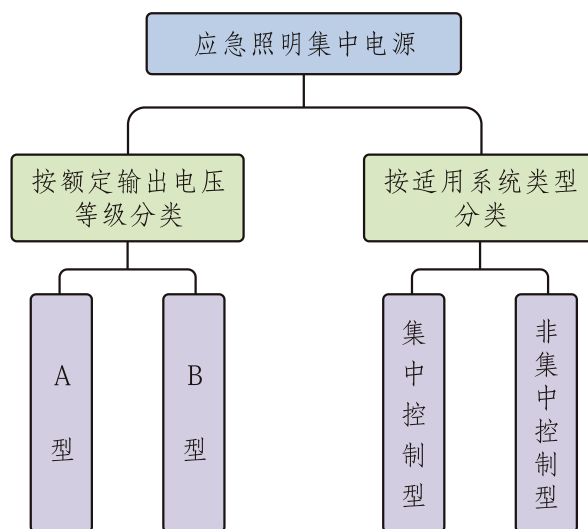 应急照明集中电源
按额定输出电压
等级分类
按适用系统类型
分类
A型
B型
集中控制型
非集中控制型